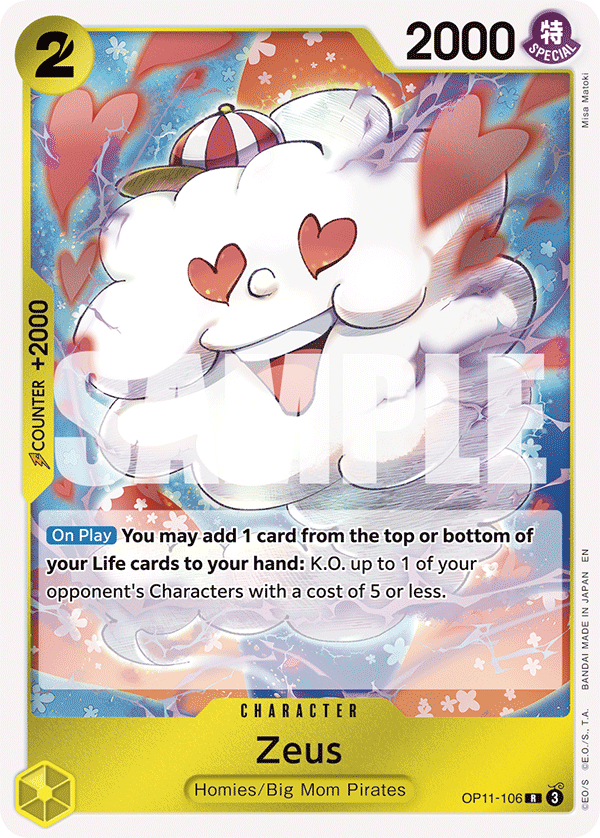 2
2000
特
SPECIAL
Misa Matoki
COUNTER +2000
SAMPLE
On Play You may add 1 card from the top or bottom of
your Life cards to your hand: K.O. up to 1 of your
opponent's Characters with a cost of 5 or less.
CHARACTER
Zeus
Homies/Big Mom Pirates
OP11-106 R 3
©EO/S ©E.O./S., T.A. BANDAI MADE IN JAPAN EN